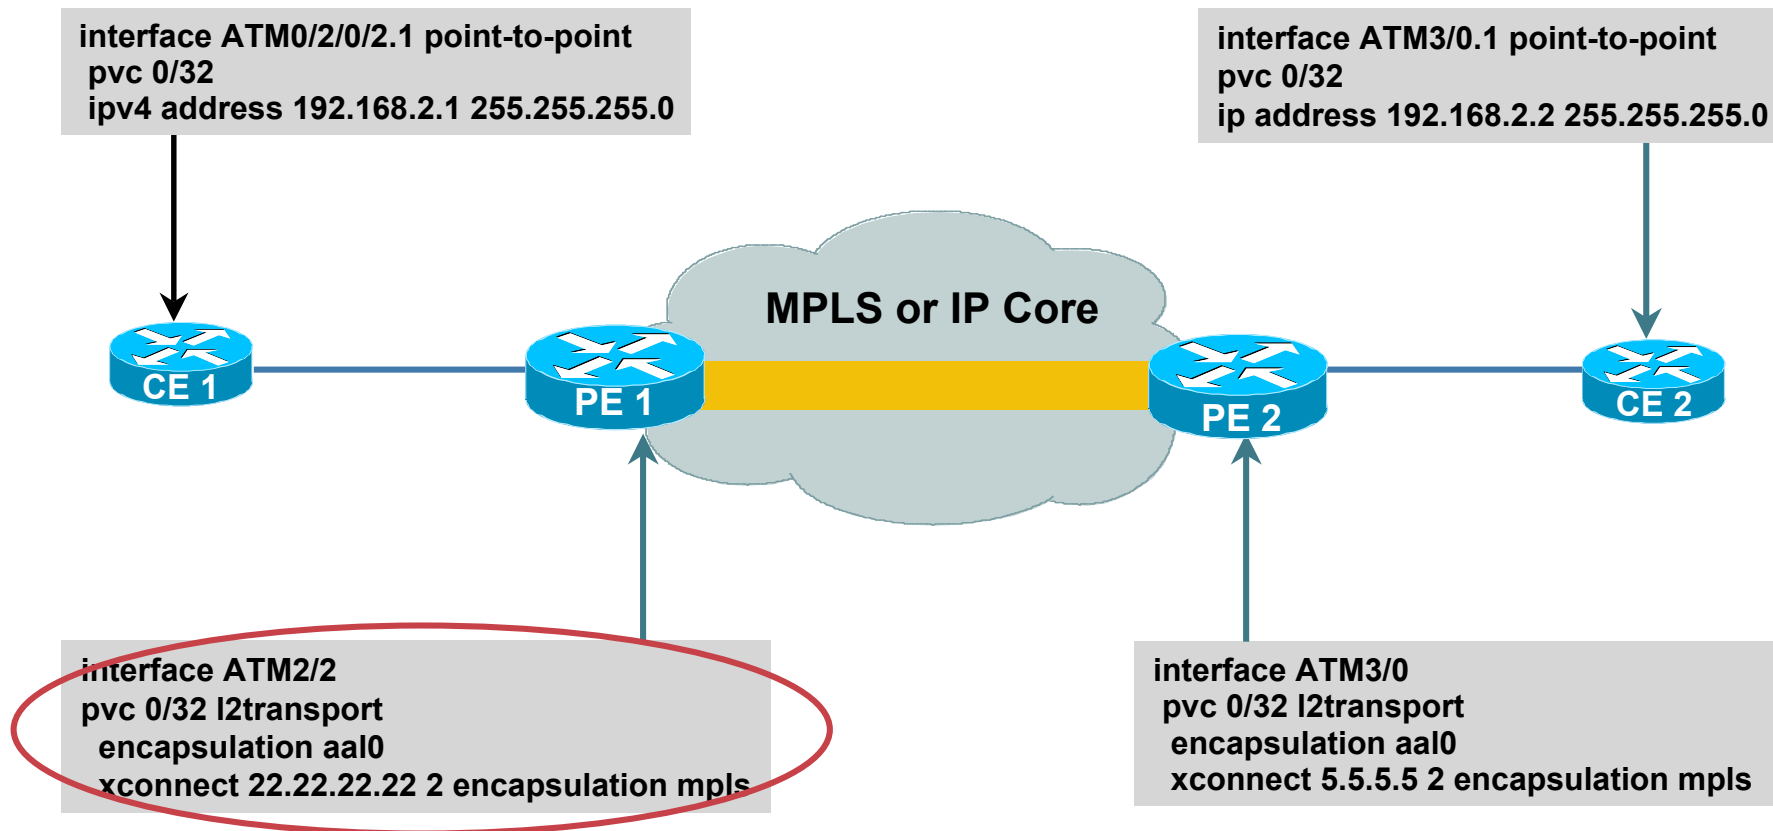 interface ATM0/2/0/2.1 point-to-point
pvc 0/32
ipv4 address 192.168.2.1 255.255.255.0
interface ATM3/0.1 point-to-point
pvc 0/32
ip address 192.168.2.2 255.255.255.0
MPLS or IP Core
CE 1
PE 1
PE 2
CE 2
interface ATM2/2
pvc 0/32 l2transport
encapsulation aal0
xconnect 22.22.22.22 2 encapsulation mpls
interface ATM3/0
pvc 0/32 l2transport
encapsulation aal0
xconnect 5.5.5.5 2 encapsulation mpls